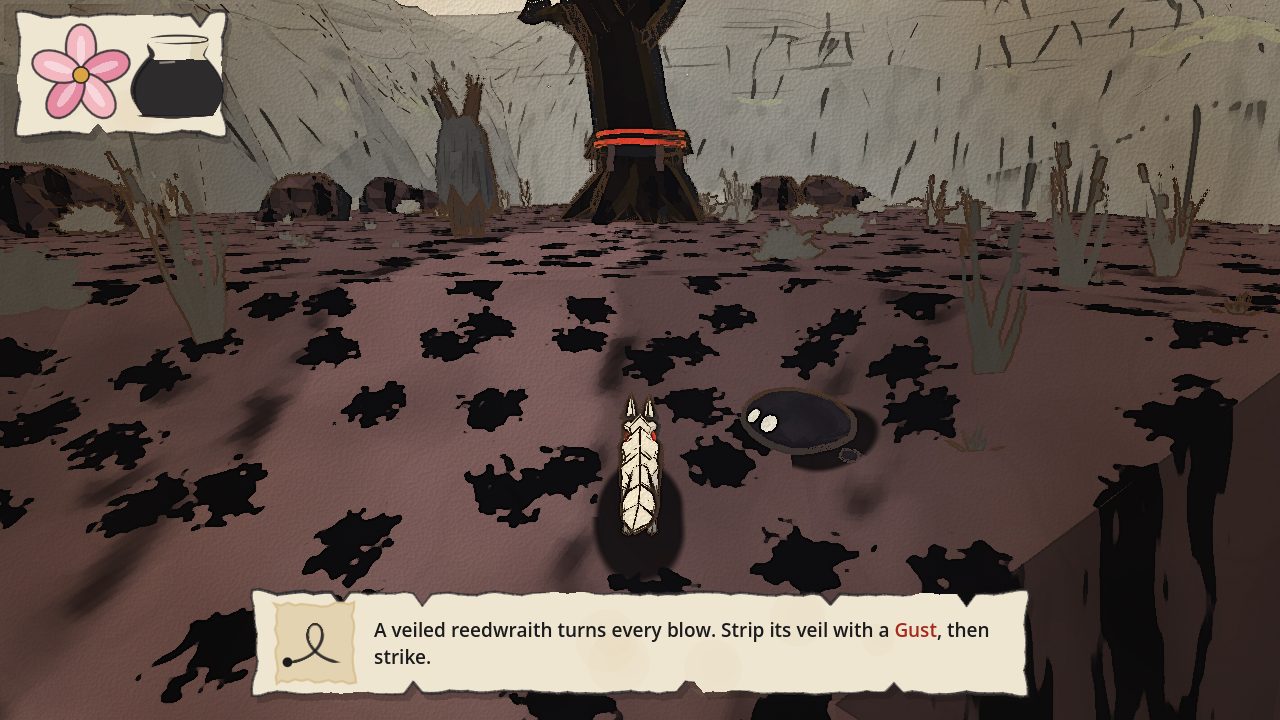 A veiled reedwraith turns every blow. Strip its veil with a Gust, then
strike.